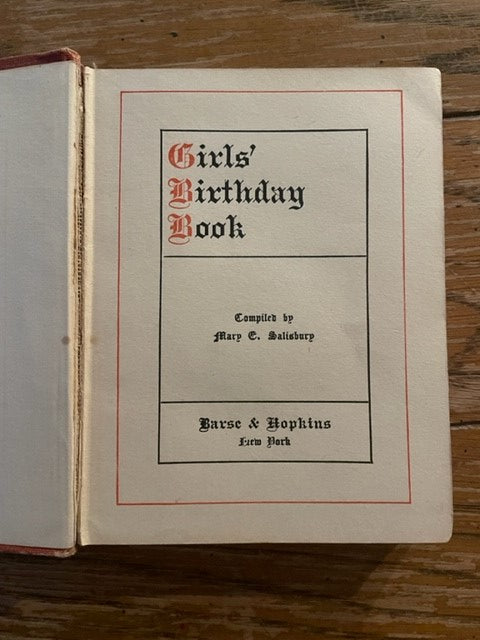 Girls'
Birthday
Book
Compiled by
Mary E. Salisbury
Barse & Hopkins
New York